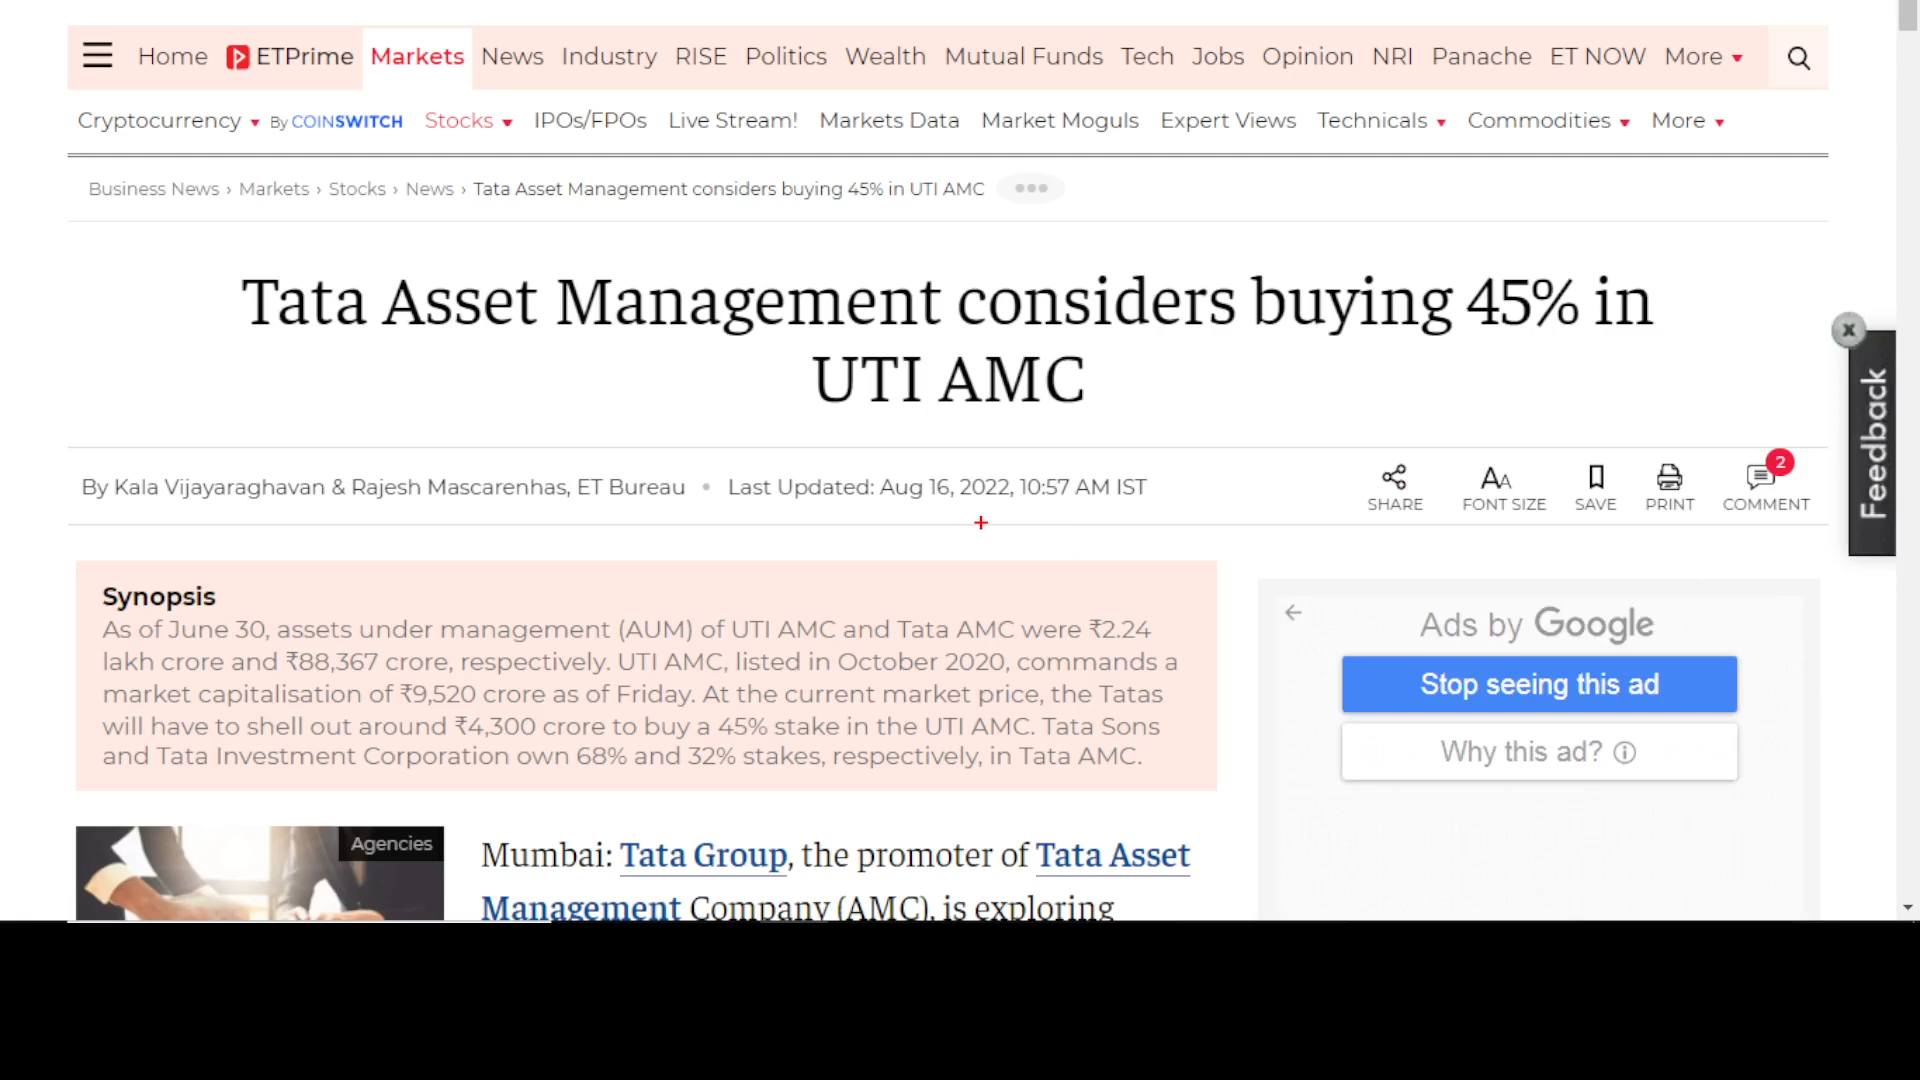 Home ETPrime Markets News Industry RISE Politics Wealth Mutual Funds Tech Jobs Opinion NRI Panache ET NOW More
Cryptocurrency By COINSWITCH Stocks IPOs/FPOs Live Stream! Markets Data Market Moguls Expert Views Technicals Commodities More
Business News › Markets › Stocks › News › Tata Asset Management considers buying 45% in UTI AMC
Tata Asset Management considers buying 45% in
UTI AMC
By Kala Vijayaraghavan & Rajesh Mascarenhas, ET Bureau • Last Updated: Aug 16, 2022, 10:57 AM IST
SHARE FONT SIZE SAVE PRINT COMMENT
2
x
Feedback
Synopsis
As of June 30, assets under management (AUM) of UTI AMC and Tata AMC were ₹2.24
lakh crore and ₹88,367 crore, respectively. UTI AMC, listed in October 2020, commands a
market capitalisation of ₹9,520 crore as of Friday. At the current market price, the Tatas
will have to shell out around ₹4,300 crore to buy a 45% stake in the UTI AMC. Tata Sons
and Tata Investment Corporation own 68% and 32% stakes, respectively, in Tata AMC.
Ads by Google
Stop seeing this ad
Why this ad?
Agencies
Mumbai: Tata Group, the promoter of Tata Asset
Management Company (AMC), is exploring